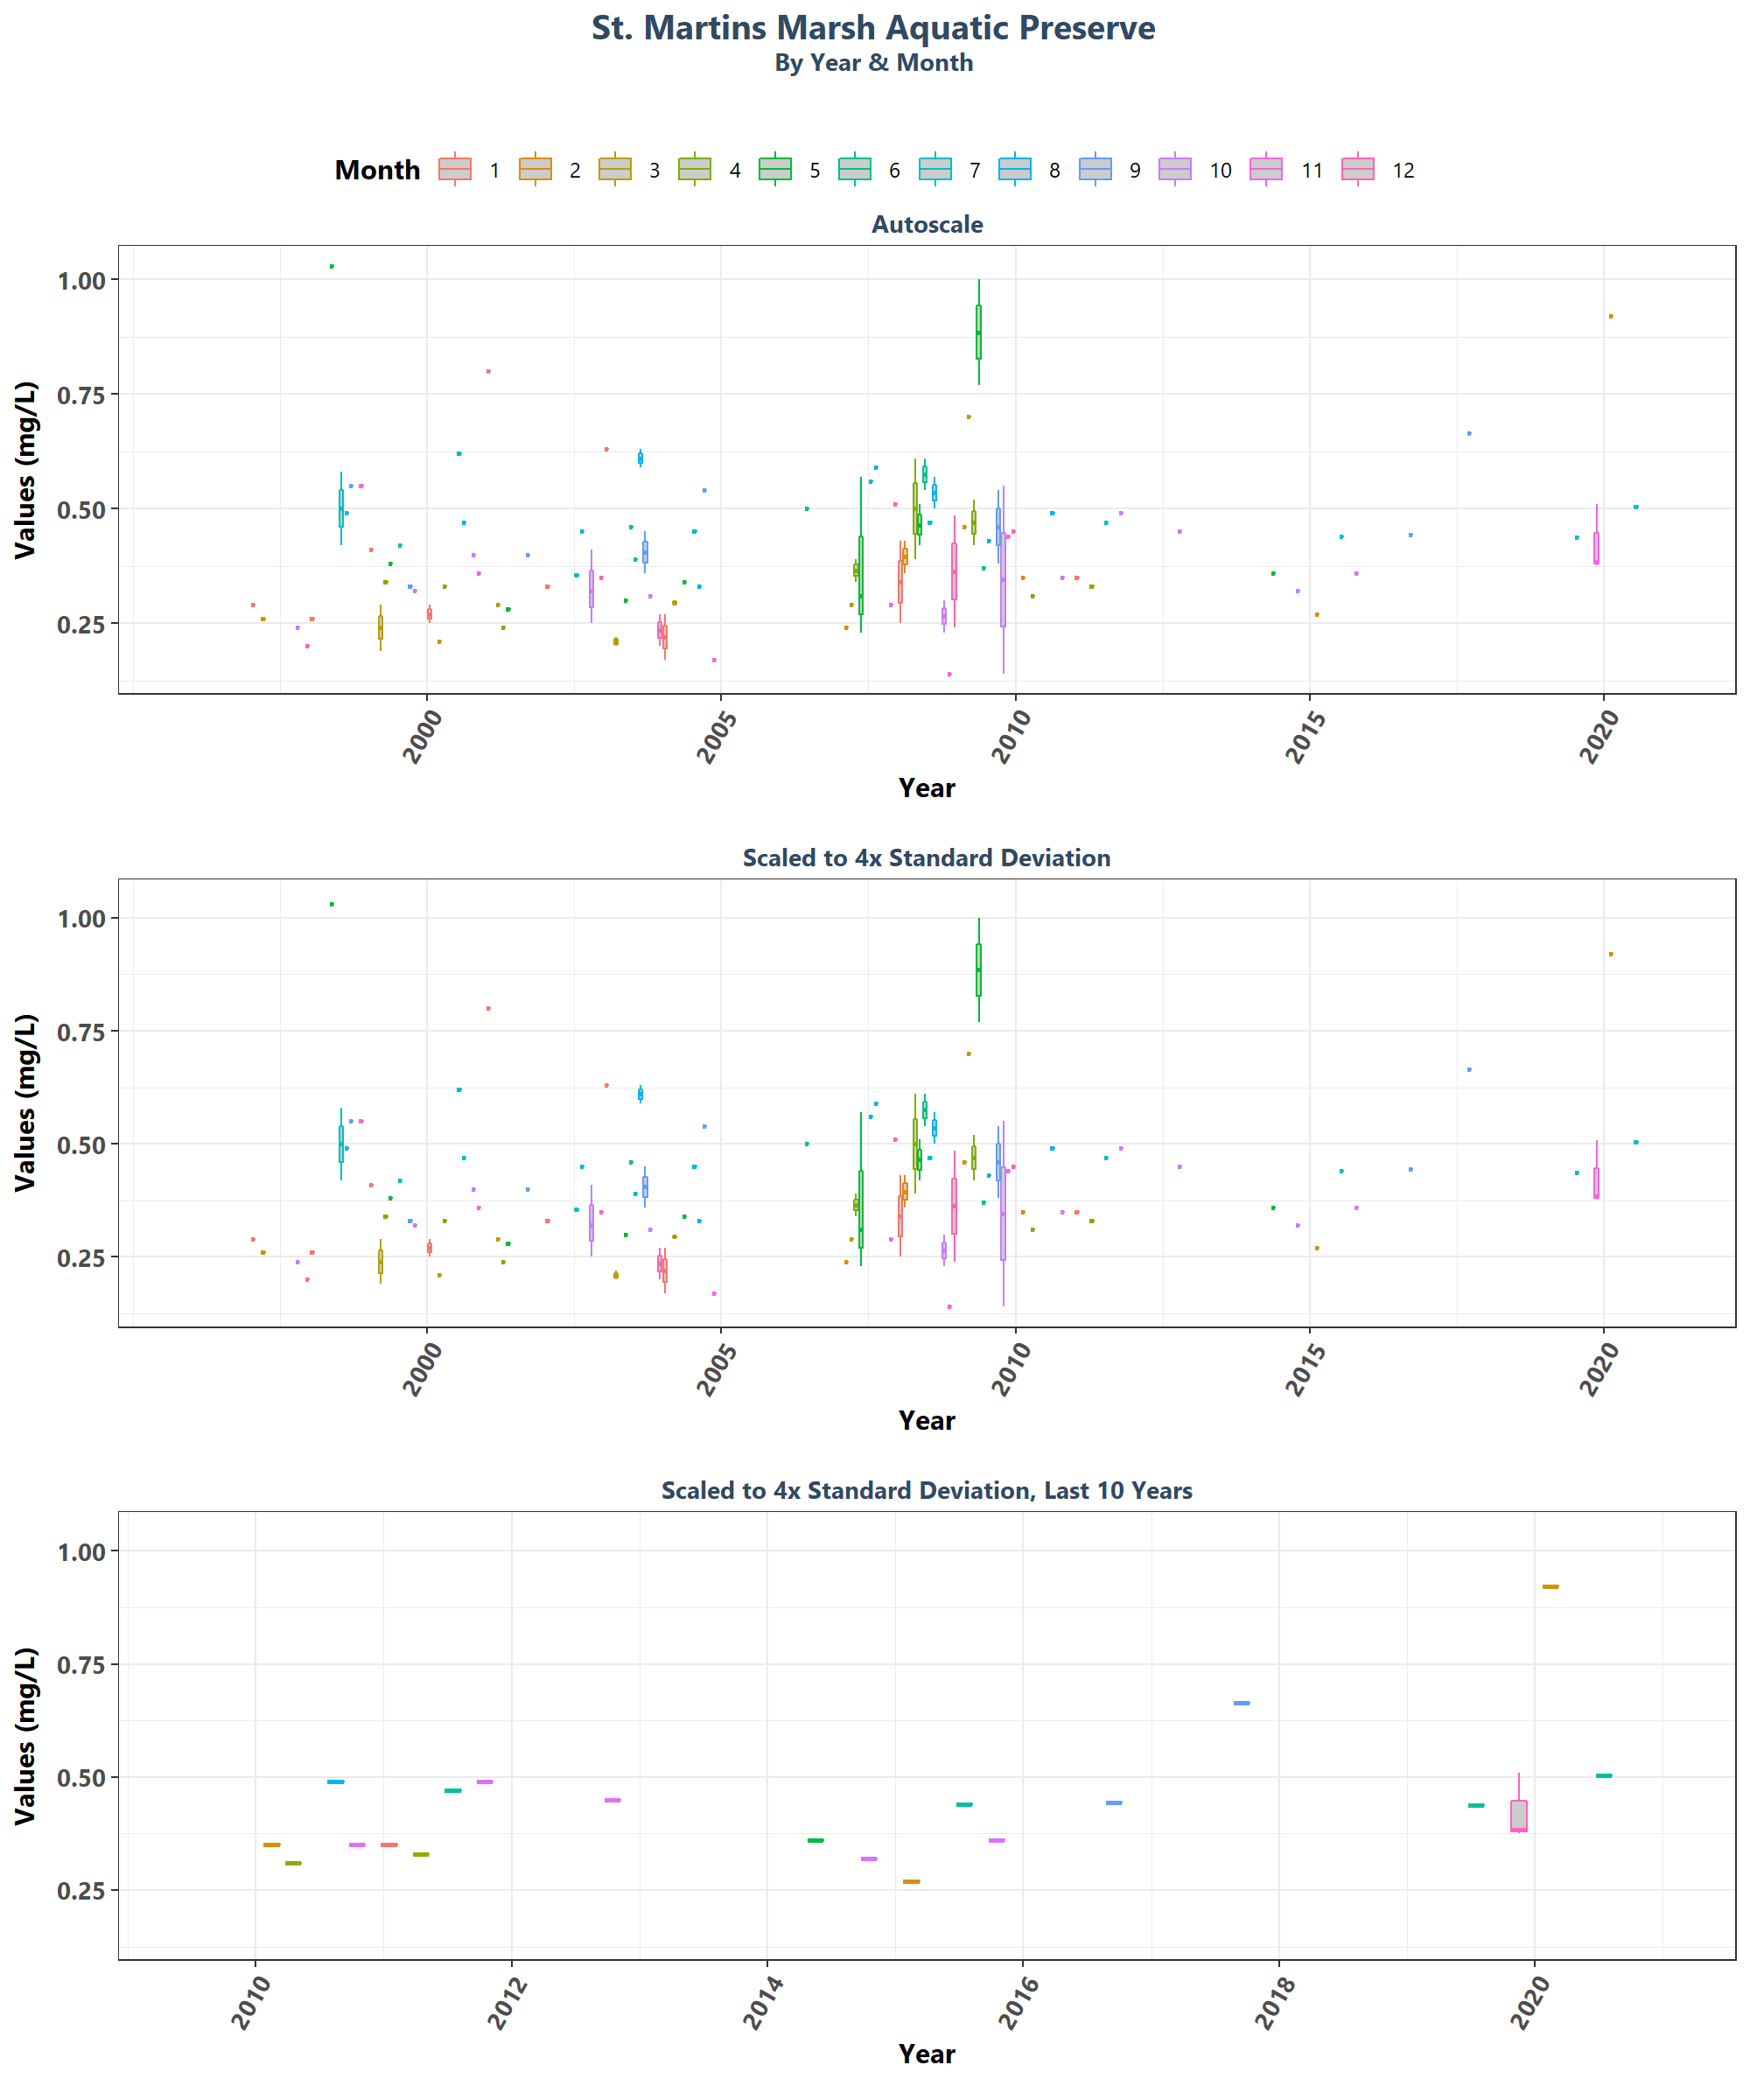 St. Martins Marsh Aquatic Preserve
By Year & Month
Month 1 2 3 4 5 6 7 8 9 10 11 12
Autoscale
1.00
0.75
0.50
0.25
Values (mg/L)
2000 2005 2010 2015 2020
Year
Scaled to 4x Standard Deviation
1.00
0.75
0.50
0.25
Values (mg/L)
2000 2005 2010 2015 2020
Year
Scaled to 4x Standard Deviation, Last 10 Years
1.00
0.75
0.50
0.25
Values (mg/L)
2010 2012 2014 2016 2018 2020
Year